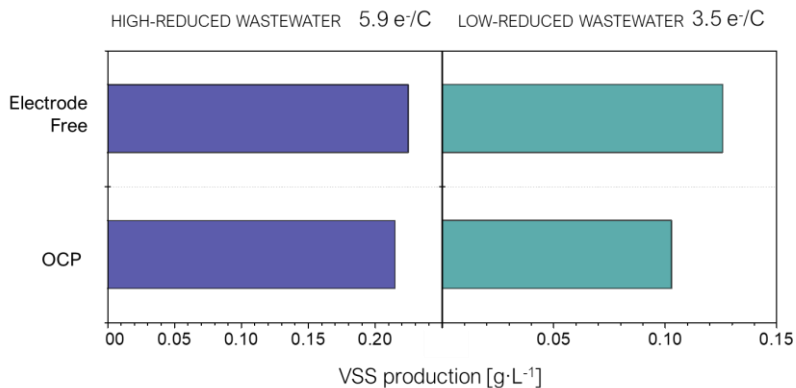 HIGH-REDUCED WASTEWATER 5.9 e⁻/C LOW-REDUCED WASTEWATER 3.5 e⁻/C
Electrode
Free
OCP
00 0.05 0.10 0.15 0.20 0.05 0.10 0.15
VSS production [g·L⁻¹]